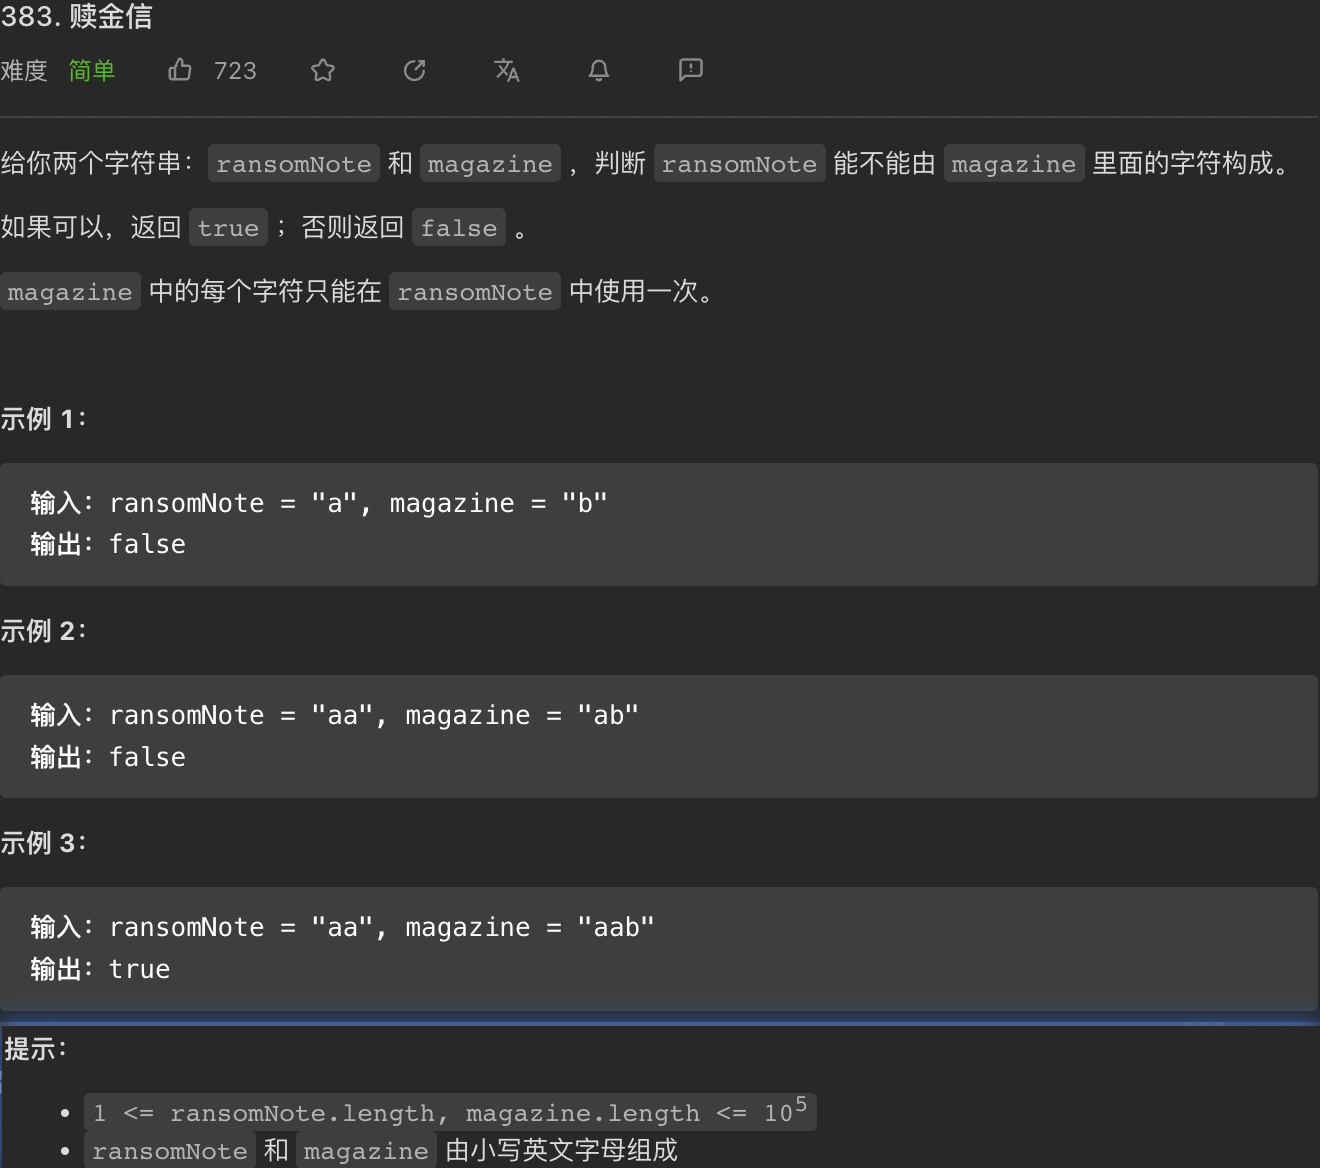 383. 赎金信
难度 简单 723
给你两个字符串：ransomNote 和 magazine ，判断 ransomNote 能不能由 magazine 里面的字符构成。
如果可以，返回 true ；否则返回 false 。
magazine 中的每个字符只能在 ransomNote 中使用一次。
示例 1：
输入：ransomNote = "a", magazine = "b"
输出：false
示例 2：
输入：ransomNote = "aa", magazine = "ab"
输出：false
示例 3：
输入：ransomNote = "aa", magazine = "aab"
输出：true
提示：
• 1 <= ransomNote.length, magazine.length <= 10⁵
• ransomNote 和 magazine 由小写英文字母组成